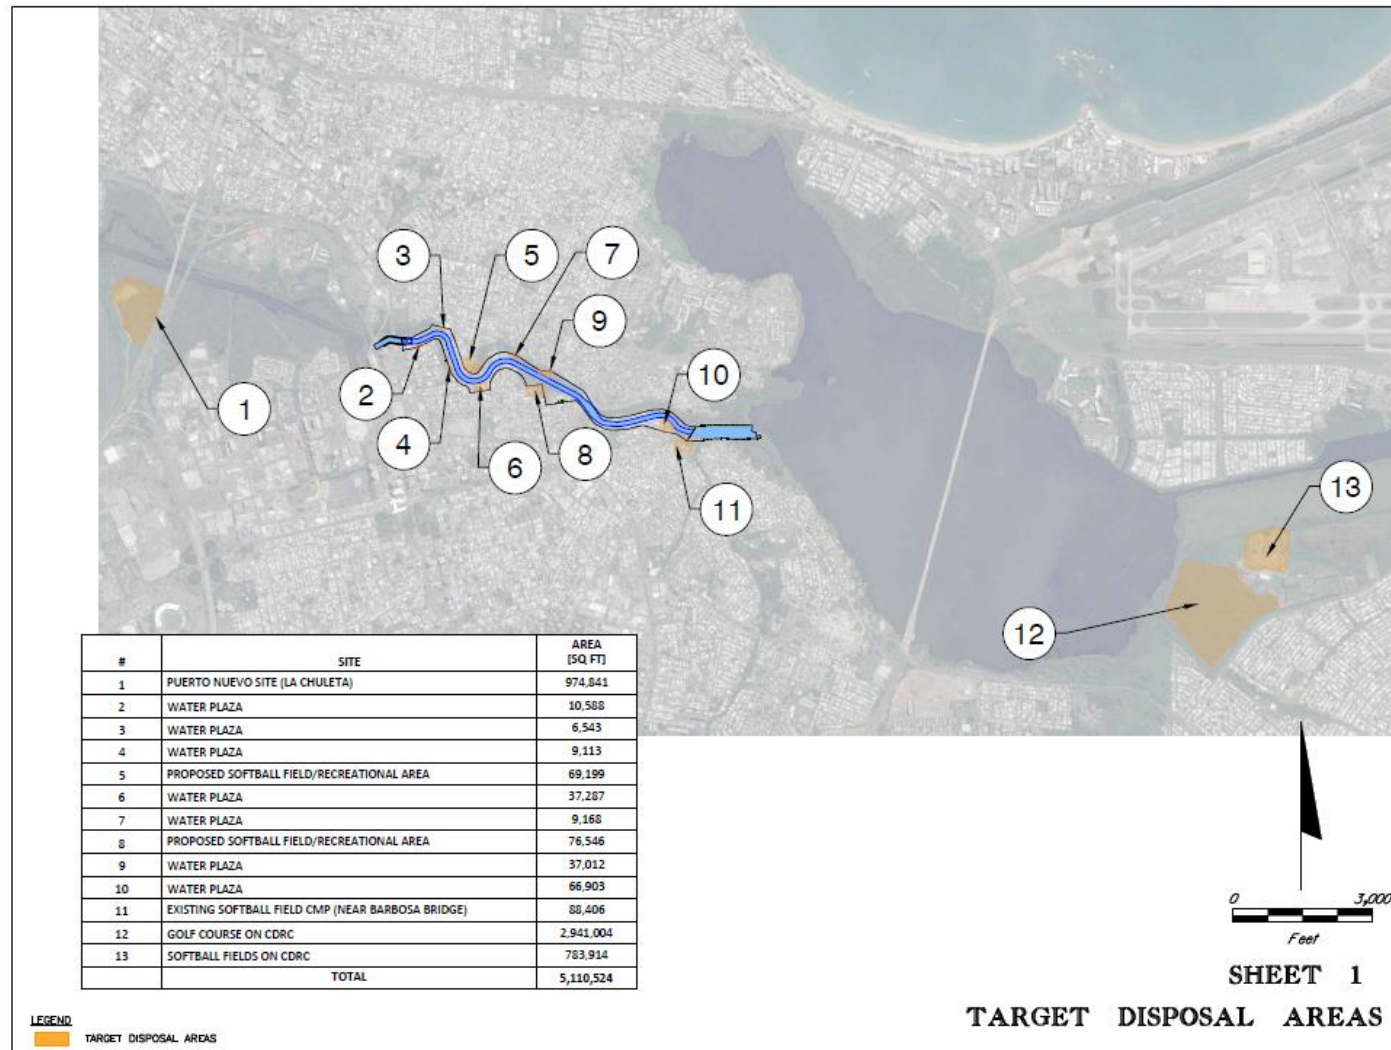 3
5
7
9
1
2
10
4
6
8
11
13
12
# SITE AREA [SQ FT]
1 PUERTO NUEVO SITE (LA CHULETA) 974,841
2 WATER PLAZA 10,588
3 WATER PLAZA 6,543
4 WATER PLAZA 9,113
5 PROPOSED SOFTBALL FIELD/RECREATIONAL AREA 69,199
6 WATER PLAZA 37,287
7 WATER PLAZA 9,168
8 PROPOSED SOFTBALL FIELD/RECREATIONAL AREA 76,546
9 WATER PLAZA 37,012
10 WATER PLAZA 66,903
11 EXISTING SOFTBALL FIELD CMP (NEAR BARBOSA BRIDGE) 88,406
12 GOLF COURSE ON CDRC 2,941,004
13 SOFTBALL FIELDS ON CDRC 783,914
TOTAL 5,110,524
0 3,000
Feet
SHEET 1
TARGET DISPOSAL AREAS
LEGEND
TARGET DISPOSAL AREAS